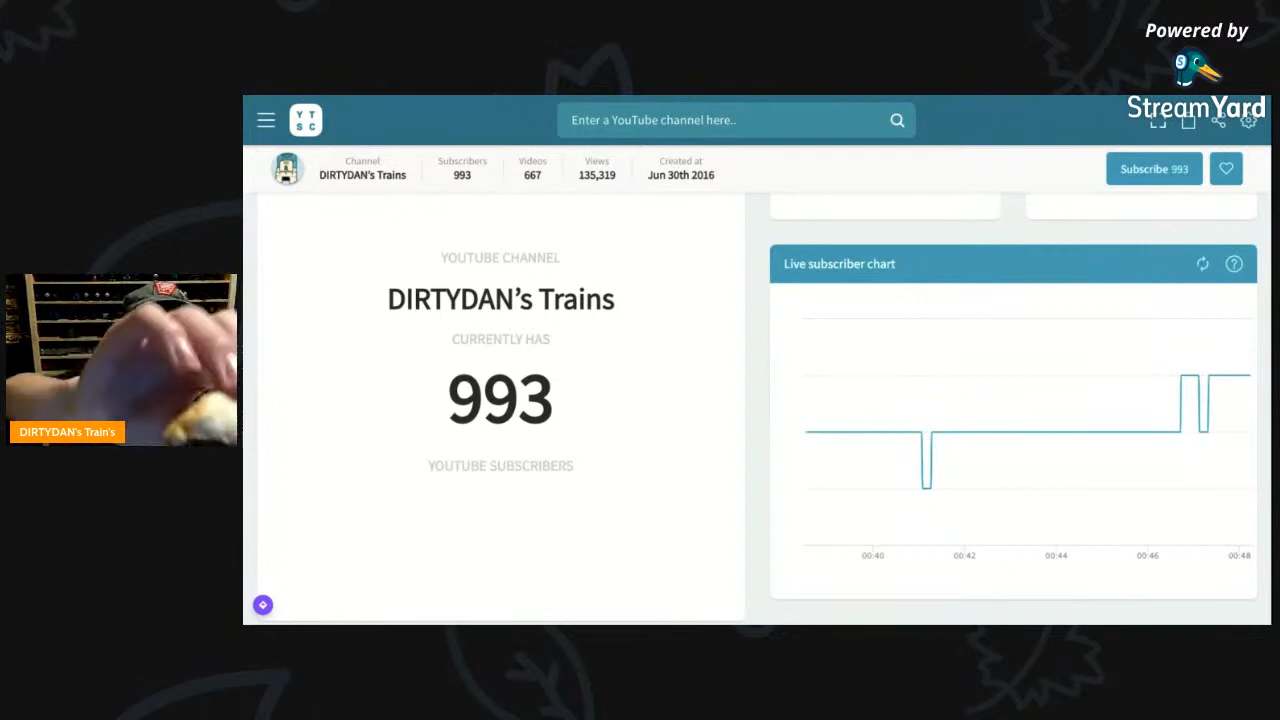 Powered by
StreamYard
Y T
S C
Enter a YouTube channel here..
Channel
DIRTYDAN's Trains
Subscribers
993
Videos
667
Views
135,319
Created at
Jun 30th 2016
Subscribe 993
YOUTUBE CHANNEL
DIRTYDAN’s Trains
CURRENTLY HAS
993
YOUTUBE SUBSCRIBERS
Live subscriber chart
?
00:40 00:42 00:44 00:46 00:48
DIRTYDAN's Train's
S